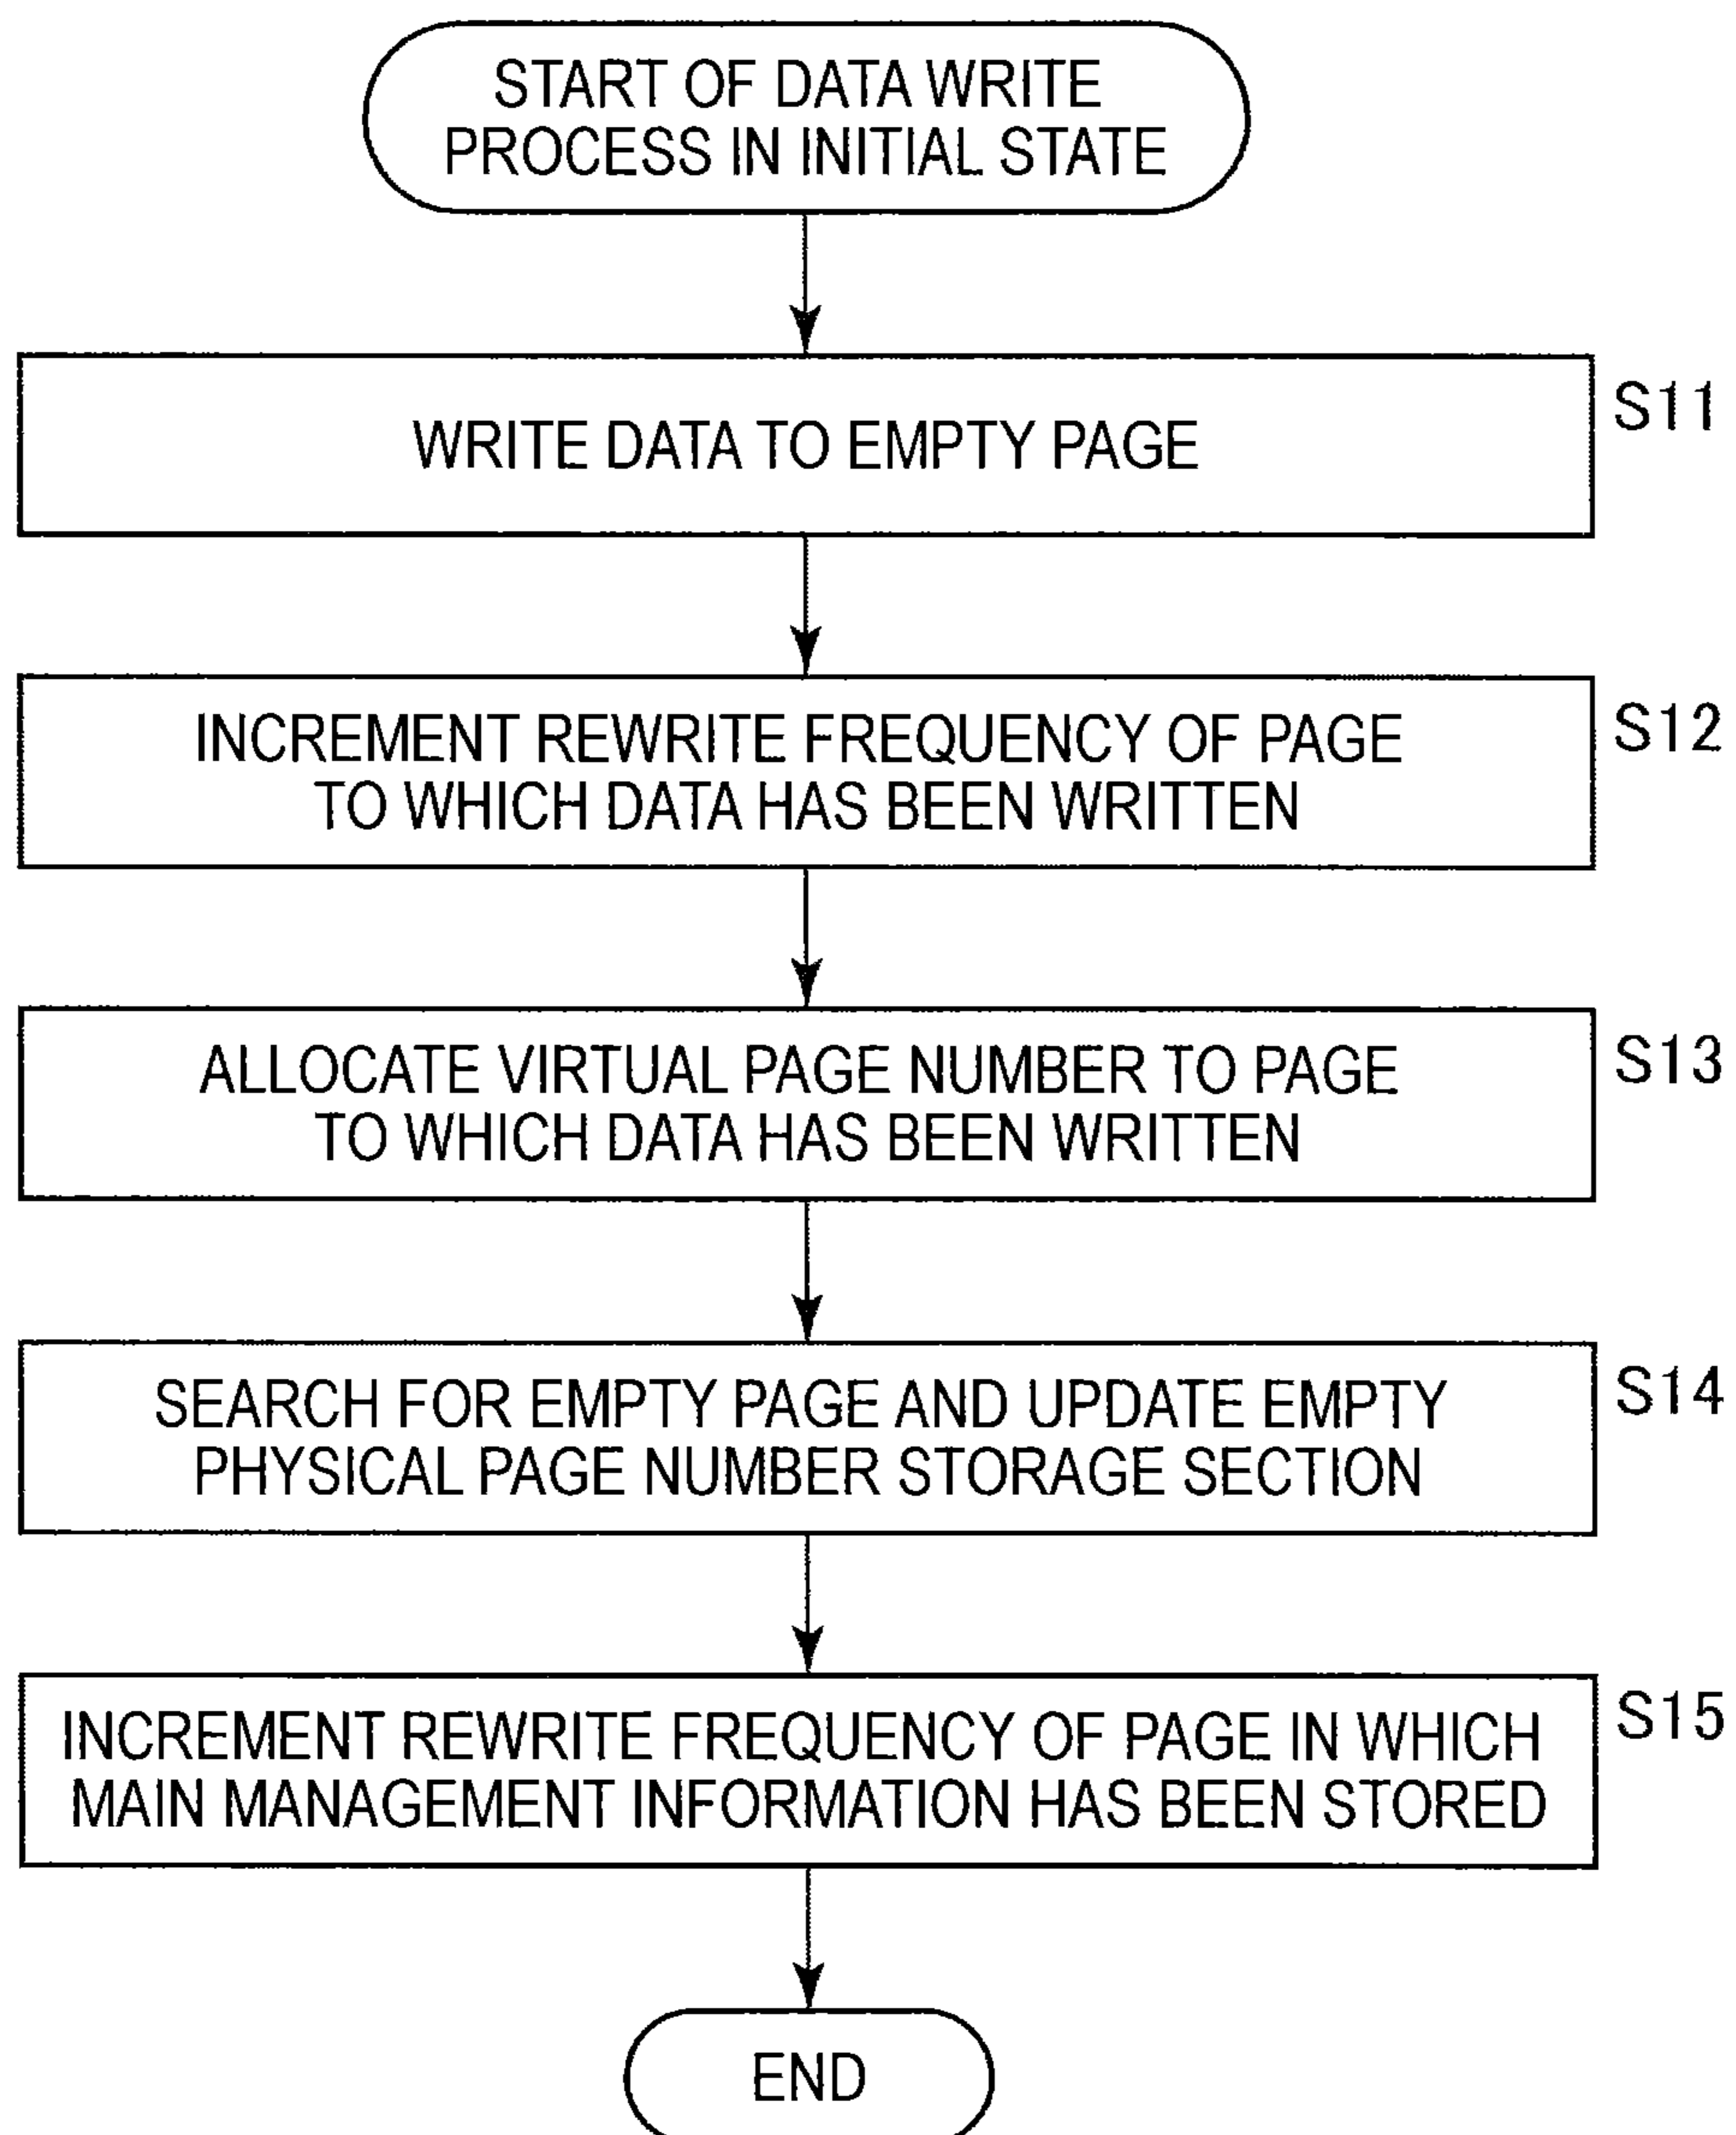 START OF DATA WRITE
PROCESS IN INITIAL STATE
S11
WRITE DATA TO EMPTY PAGE
S12
INCREMENT REWRITE FREQUENCY OF PAGE
TO WHICH DATA HAS BEEN WRITTEN
S13
ALLOCATE VIRTUAL PAGE NUMBER TO PAGE
TO WHICH DATA HAS BEEN WRITTEN
S14
SEARCH FOR EMPTY PAGE AND UPDATE EMPTY
PHYSICAL PAGE NUMBER STORAGE SECTION
S15
INCREMENT REWRITE FREQUENCY OF PAGE IN WHICH
MAIN MANAGEMENT INFORMATION HAS BEEN STORED
END